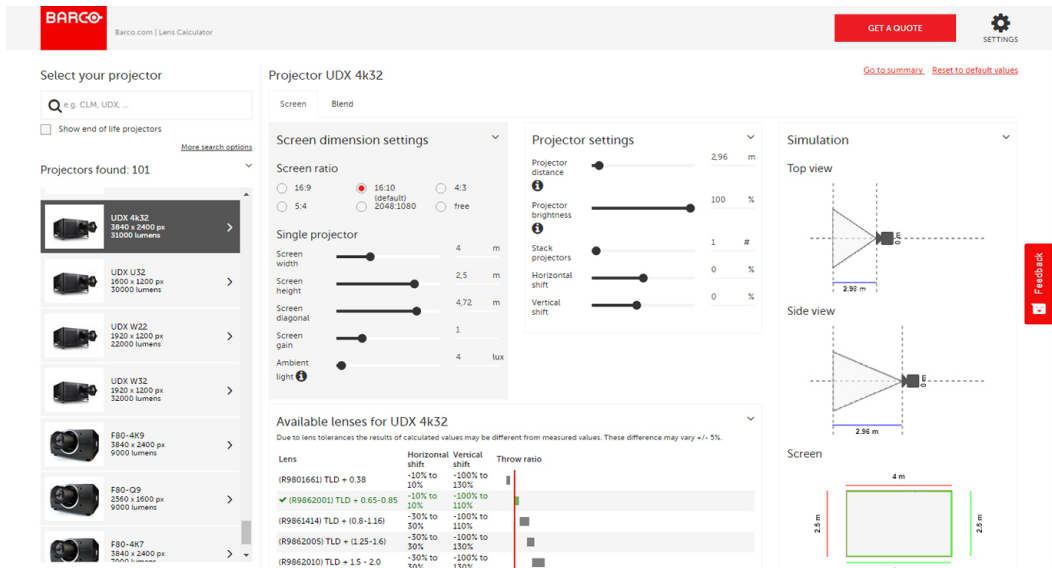 BARCO
Barco.com | Lens Calculator
GET A QUOTE
SETTINGS
Select your projector
e.g. CLM, UDX, ...
Show end of life projectors
More search options
Projectors found: 101
UDX 4k32
3840 x 2400 px
31000 lumens
UDX U32
1600 x 1200 px
30000 lumens
UDX W22
1920 x 1200 px
22000 lumens
UDX W32
1920 x 1200 px
32000 lumens
F80-4K9
3840 x 2400 px
9000 lumens
F80-Q9
2560 x 1600 px
9000 lumens
F80-4K7
3840 x 2400 px
7000 lumens
Projector UDX 4k32
Go to summary Reset to default values
Screen Blend
Screen dimension settings
Screen ratio
16:9 16:10 (default) 4:3
5:4 2048:1080 free
Single projector
Screen width 4 m
Screen height 2,5 m
Screen diagonal 4,72 m
Screen gain 1
Ambient light 4 lux
Projector settings
Projector distance 2,96 m
Projector brightness 100 %
Stack projectors 1 #
Horizontal shift 0 %
Vertical shift 0 %
Available lenses for UDX 4k32
Due to lens tolerances the results of calculated values may be different from measured values. These difference may vary +/- 5%.
Lens Horizontal shift Vertical shift Throw ratio
(R9801661) TLD + 0.38 -10% to 10% -100% to 130%
(R9862001) TLD + 0.65-0.85 -10% to 10% -100% to 110%
(R9861414) TLD + (0.8-1.16) -30% to 30% -100% to 110%
(R9862005) TLD + (1.25-1.6) -30% to 30% -100% to 130%
(R9862010) TLD + 1.5 - 2.0 -30% to 30% -100% to 130%
Simulation
Top view
0 m
2.96 m
Side view
0 m
2.96 m
Screen
4 m
2.5 m
2.5 m
Feedback